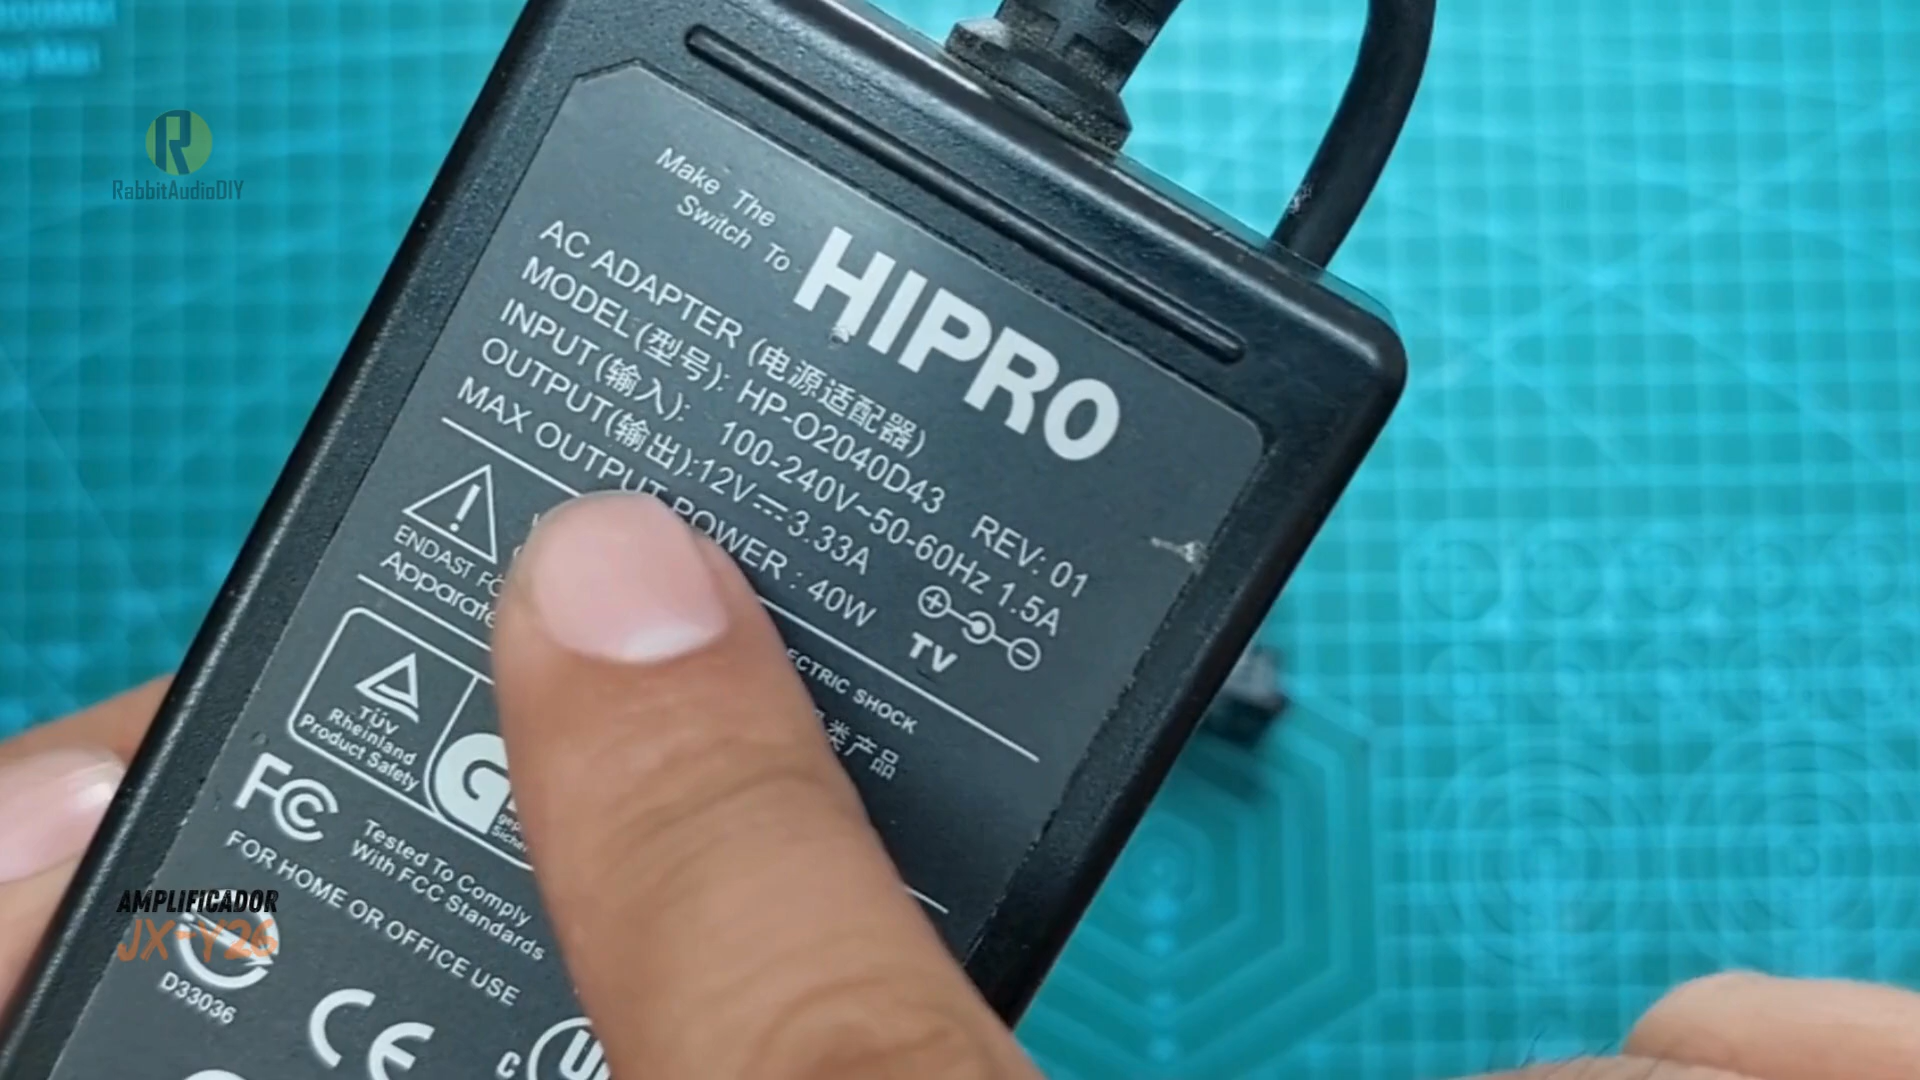 RabbitAudioDIY
Make The
Switch To
HIPRO
AC ADAPTER (电源适配器)
MODEL(型号): HP-O2040D43 REV: 01
INPUT(输入): 100-240V~50-60Hz 1.5A
OUTPUT(输出):12V⎓3.33A
MAX OUTPUT POWER : 40W
TV
ELECTRIC SHOCK
类产品
ENDAST
Apparate
TÜV
Rheinland
Product Safety
FC
Tested To Comply
With FCC Standards
FOR HOME OR OFFICE USE
D33036
CE
C U
AMPLIFICADOR
JX-Y26